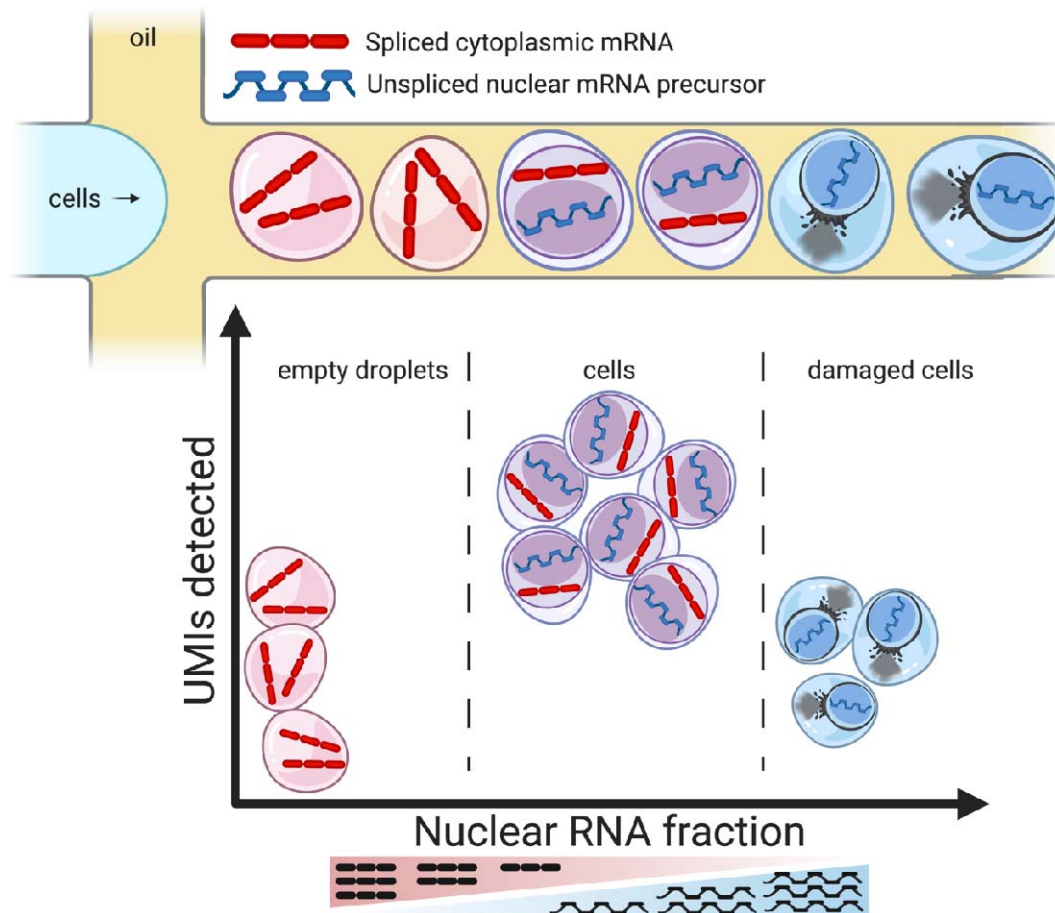 oil
Spliced cytoplasmic mRNA
Unspliced nuclear mRNA precursor
cells →
empty droplets
cells
damaged cells
UMIs detected
Nuclear RNA fraction